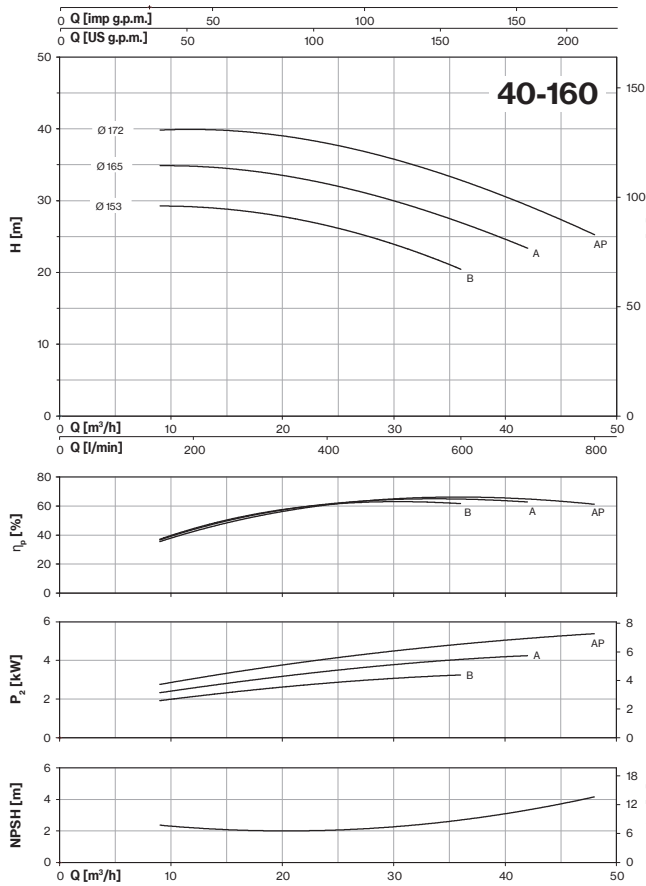 0 Q [imp g.p.m.] 50 100 150
0 Q [US g.p.m.] 50 100 150 200
50 40-160 150
40 Ø 172
Ø 165
30 Ø 153 100
H [m]
AP
A
20 B
50
10
0 0
0 Q [m³/h] 10 20 30 40 50
0 Q [l/min] 200 400 600 800
80
60
B A AP
ηp [%]
40
20
0
6 8
AP
6
4 A
P₂ [kW]
B 4
2
2
0 0
6 18
4 12
NPSH [m]
2 6
0 0
0 Q [m³/h] 10 20 30 40 50